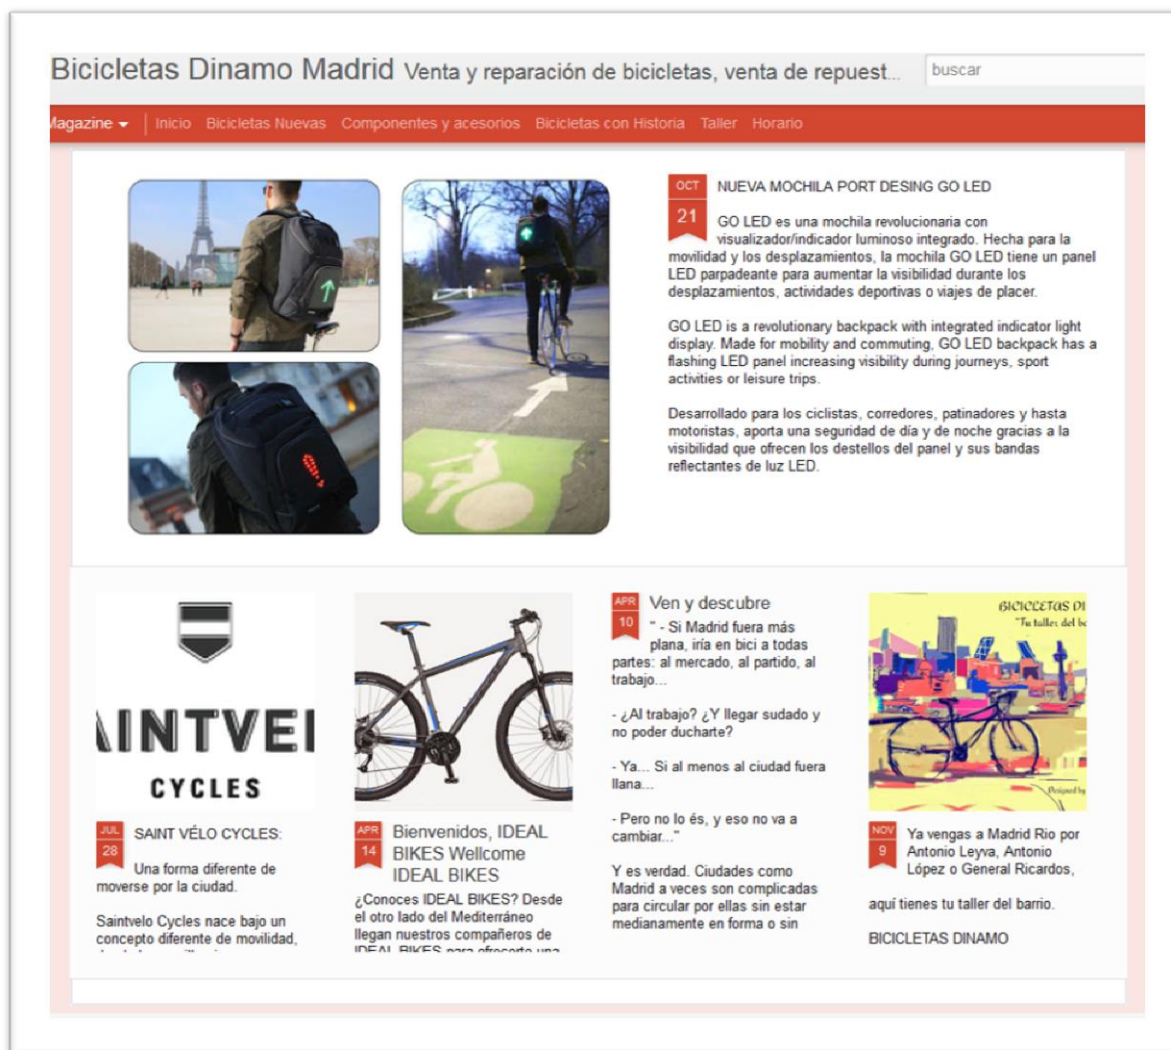 Bicicletas Dinamo Madrid Venta y reparación de bicicletas, venta de repuest...
buscar
Magazine
Inicio Bicicletas Nuevas Componentes y acesorios Bicicletas con Historia Taller Horario
OCT
21
NUEVA MOCHILA PORT DESING GO LED
GO LED es una mochila revolucionaria con
visualizador/indicador luminoso integrado. Hecha para la
movilidad y los desplazamientos, la mochila GO LED tiene un panel
LED parpadeante para aumentar la visibilidad durante los
desplazamientos, actividades deportivas o viajes de placer.
GO LED is a revolutionary backpack with integrated indicator light
display. Made for mobility and commuting, GO LED backpack has a
flashing LED panel increasing visibility during journeys, sport
activities or leisure trips.
Desarrollado para los ciclistas, corredores, patinadores y hasta
motoristas, aporta una seguridad de día y de noche gracias a la
visibilidad que ofrecen los destellos del panel y sus bandas
reflectantes de luz LED.
AINTVE
CYCLES
JUL
28
SAINT VÉLO CYCLES:
Una forma diferente de
moverse por la ciudad.
Saintvelo Cycles nace bajo un
concepto diferente de movilidad,
APR
14
Bienvenidos, IDEAL
BIKES Wellcome
IDEAL BIKES
¿Conoces IDEAL BIKES? Desde
el otro lado del Mediterráneo
llegan nuestros compañeros de
IDEAL BIKES para ofrecerte una
APR
10
Ven y descubre
" - Si Madrid fuera más
plana, iría en bici a todas
partes: al mercado, al partido, al
trabajo...
- ¿Al trabajo? ¿Y llegar sudado y
no poder ducharte?
- Ya... Si al menos al ciudad fuera
llana...
- Pero no lo és, y eso no va a
cambiar..."
Y es verdad. Ciudades como
Madrid a veces son complicadas
para circular por ellas sin estar
medianamente en forma o sin
BICICLETAS DI
"Tu taller del ba
Designed by
NOV
9
Ya vengas a Madrid Rio por
Antonio Leyva, Antonio
López o General Ricardos,
aquí tienes tu taller del barrio.
BICICLETAS DINAMO